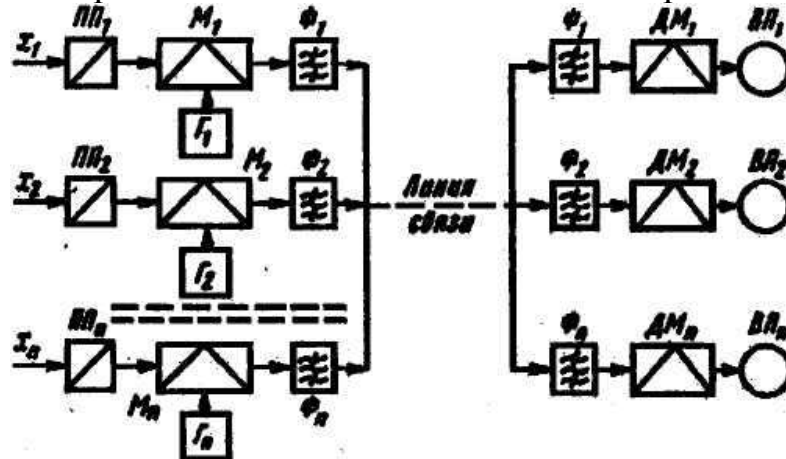 ПП₁ М₁ Ф₁ Ф₁ ДМ₁ ВП₁
x₁
Г₁
ПП₂ М₂ Ф₂ Ф₂ ДМ₂ ВП₂
x₂
Линия
связи
Г₂
ППₙ Фₙ ДМₙ ВПₙ
xₙ
Мₙ Фₙ
Гₙ